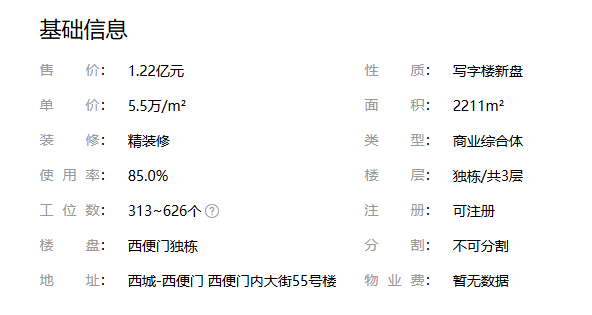 基础信息
售价： 1.22亿元 性质： 写字楼新盘
单价： 5.5万/m² 面积： 2211m²
装修： 精装修 类型： 商业综合体
使用率： 85.0% 楼层： 独栋/共3层
工位数： 313~626个 ? 注册： 可注册
楼盘： 西便门独栋 分割： 不可分割
地址： 西城-西便门 西便门内大街55号楼 物业费： 暂无数据